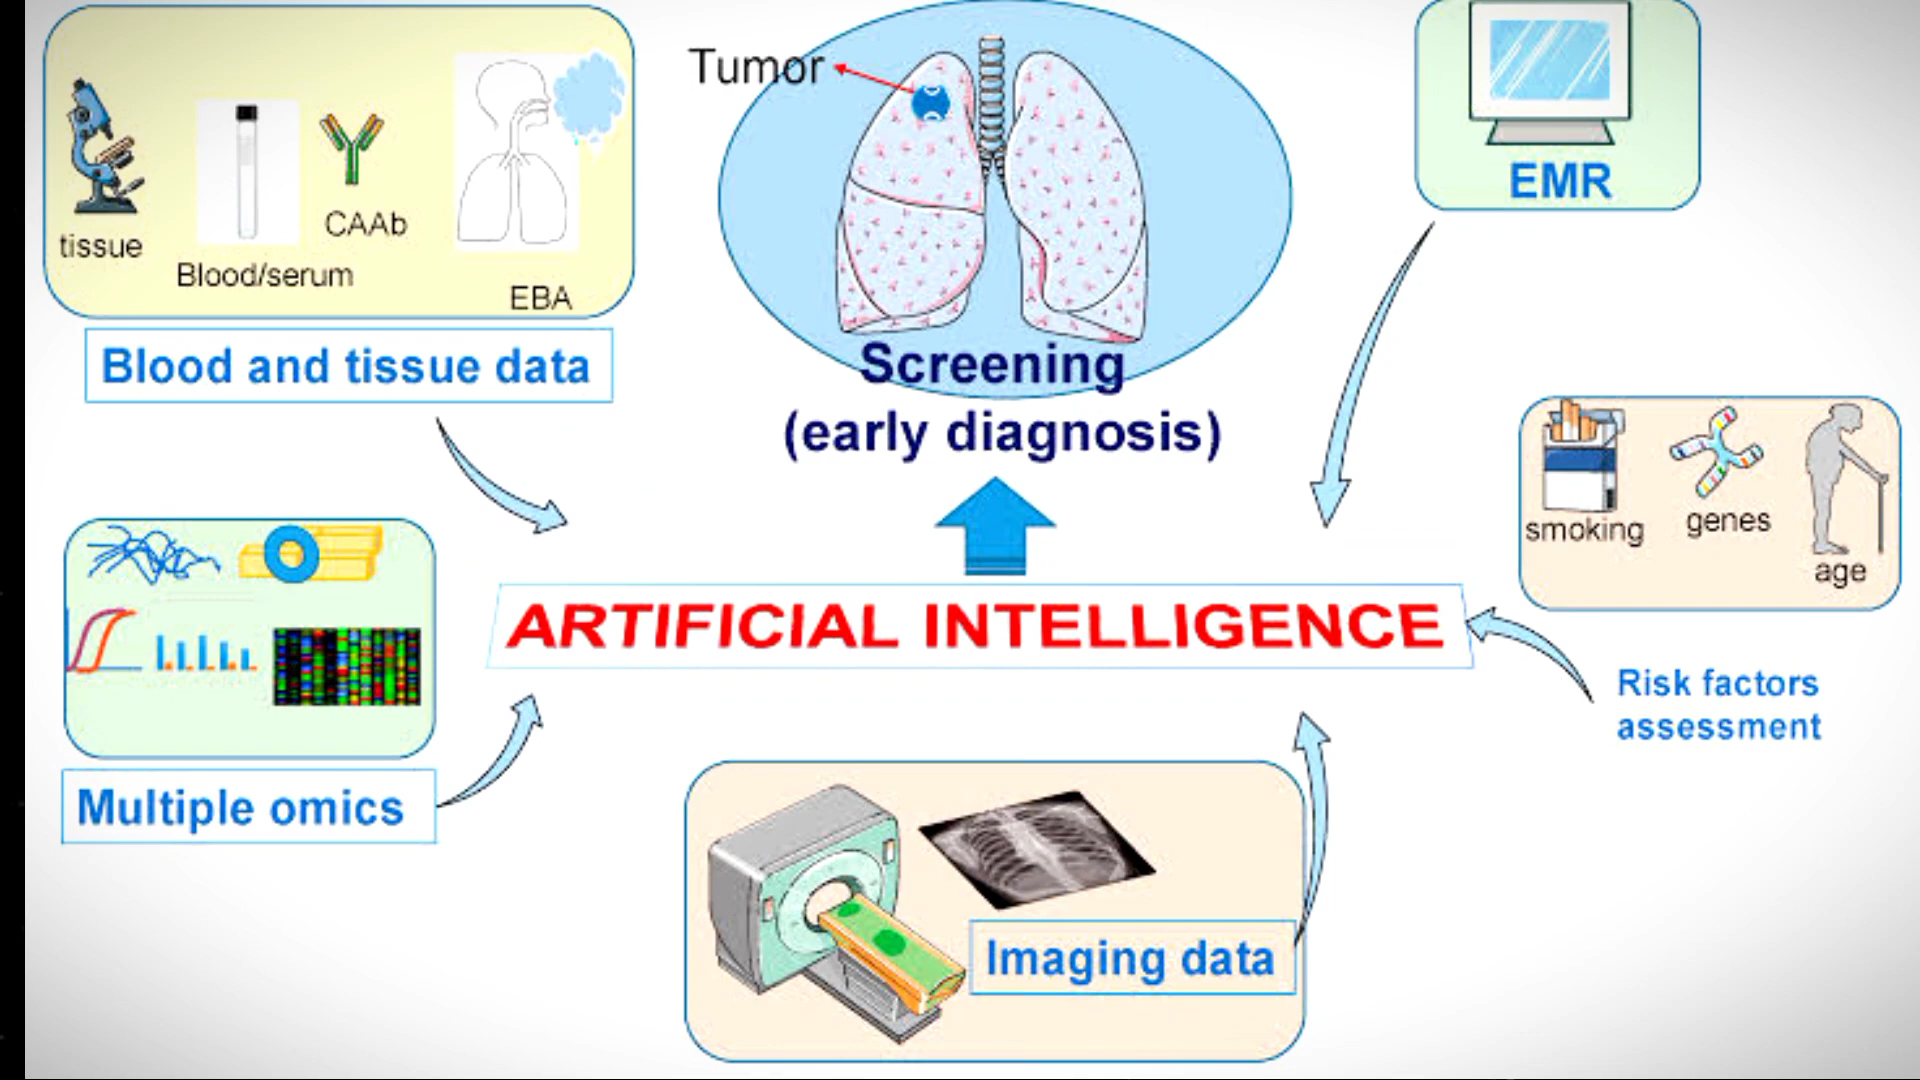 Tumor
EMR
tissue
Blood/serum
CAAb
EBA
Blood and tissue data
Screening
(early diagnosis)
smoking
genes
age
ARTIFICIAL INTELLIGENCE
Risk factors
assessment
Multiple omics
Imaging data